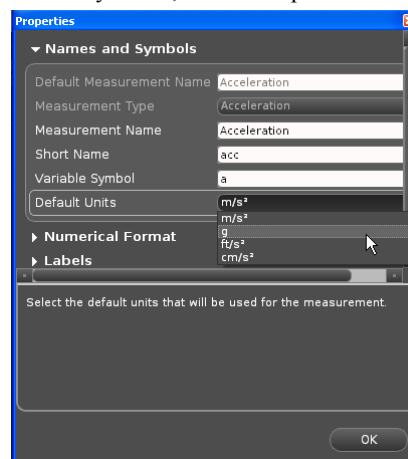 Properties
Names and Symbols
Default Measurement Name Acceleration
Measurement Type Acceleration
Measurement Name Acceleration
Short Name acc
Variable Symbol a
Default Units m/s²
m/s²
g
Numerical Format
ft/s²
cm/s²
Labels
Select the default units that will be used for the measurement.
OK